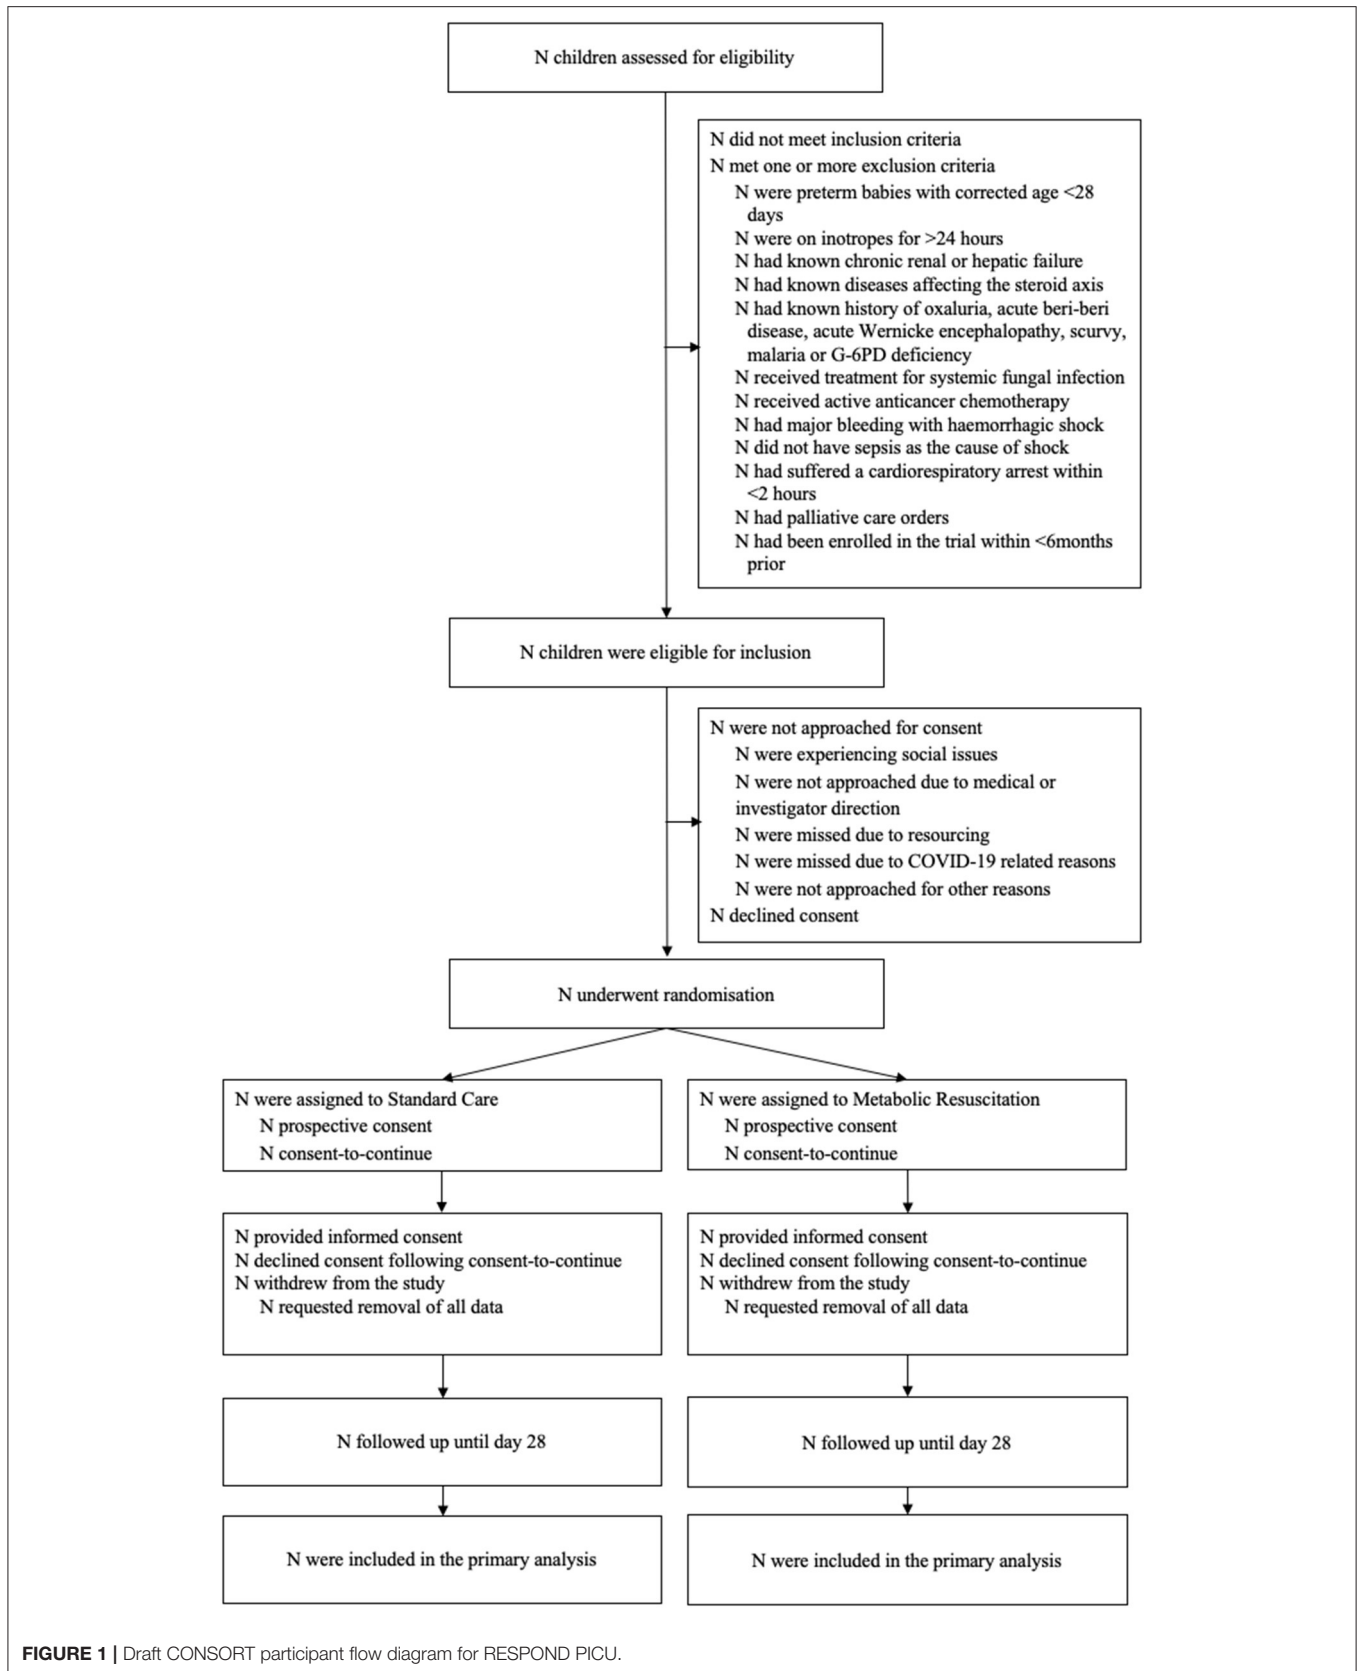 N children assessed for eligibility
N did not meet inclusion criteria
N met one or more exclusion criteria
N were preterm babies with corrected age <28
days
N were on inotropes for >24 hours
N had known chronic renal or hepatic failure
N had known diseases affecting the steroid axis
N had known history of oxaluria, acute beri-beri
disease, acute Wernicke encephalopathy, scurvy,
malaria or G-6PD deficiency
N received treatment for systemic fungal infection
N received active anticancer chemotherapy
N had major bleeding with haemorrhagic shock
N did not have sepsis as the cause of shock
N had suffered a cardiorespiratory arrest within
<2 hours
N had palliative care orders
N had been enrolled in the trial within <6months
prior
N children were eligible for inclusion
N were not approached for consent
N were experiencing social issues
N were not approached due to medical or
investigator direction
N were missed due to resourcing
N were missed due to COVID-19 related reasons
N were not approached for other reasons
N declined consent
N underwent randomisation
N were assigned to Standard Care
N prospective consent
N consent-to-continue
N were assigned to Metabolic Resuscitation
N prospective consent
N consent-to-continue
N provided informed consent
N declined consent following consent-to-continue
N withdrew from the study
N requested removal of all data
N provided informed consent
N declined consent following consent-to-continue
N withdrew from the study
N requested removal of all data
N followed up until day 28
N followed up until day 28
N were included in the primary analysis
N were included in the primary analysis
FIGURE 1 | Draft CONSORT participant flow diagram for RESPOND PICU.